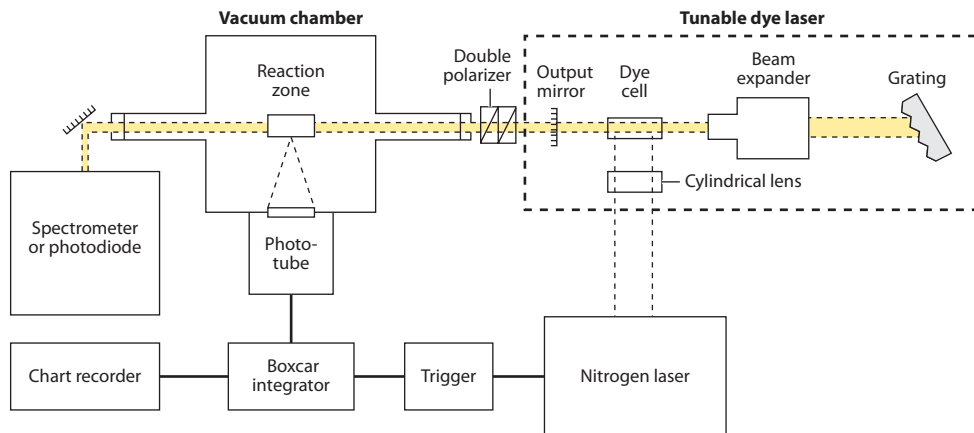 Vacuum chamber
Tunable dye laser
Reaction
zone
Double
polarizer
Output
mirror
Dye
cell
Beam
expander
Grating
Cylindrical lens
Spectrometer
or photodiode
Photo-
tube
Chart recorder
Boxcar
integrator
Trigger
Nitrogen laser